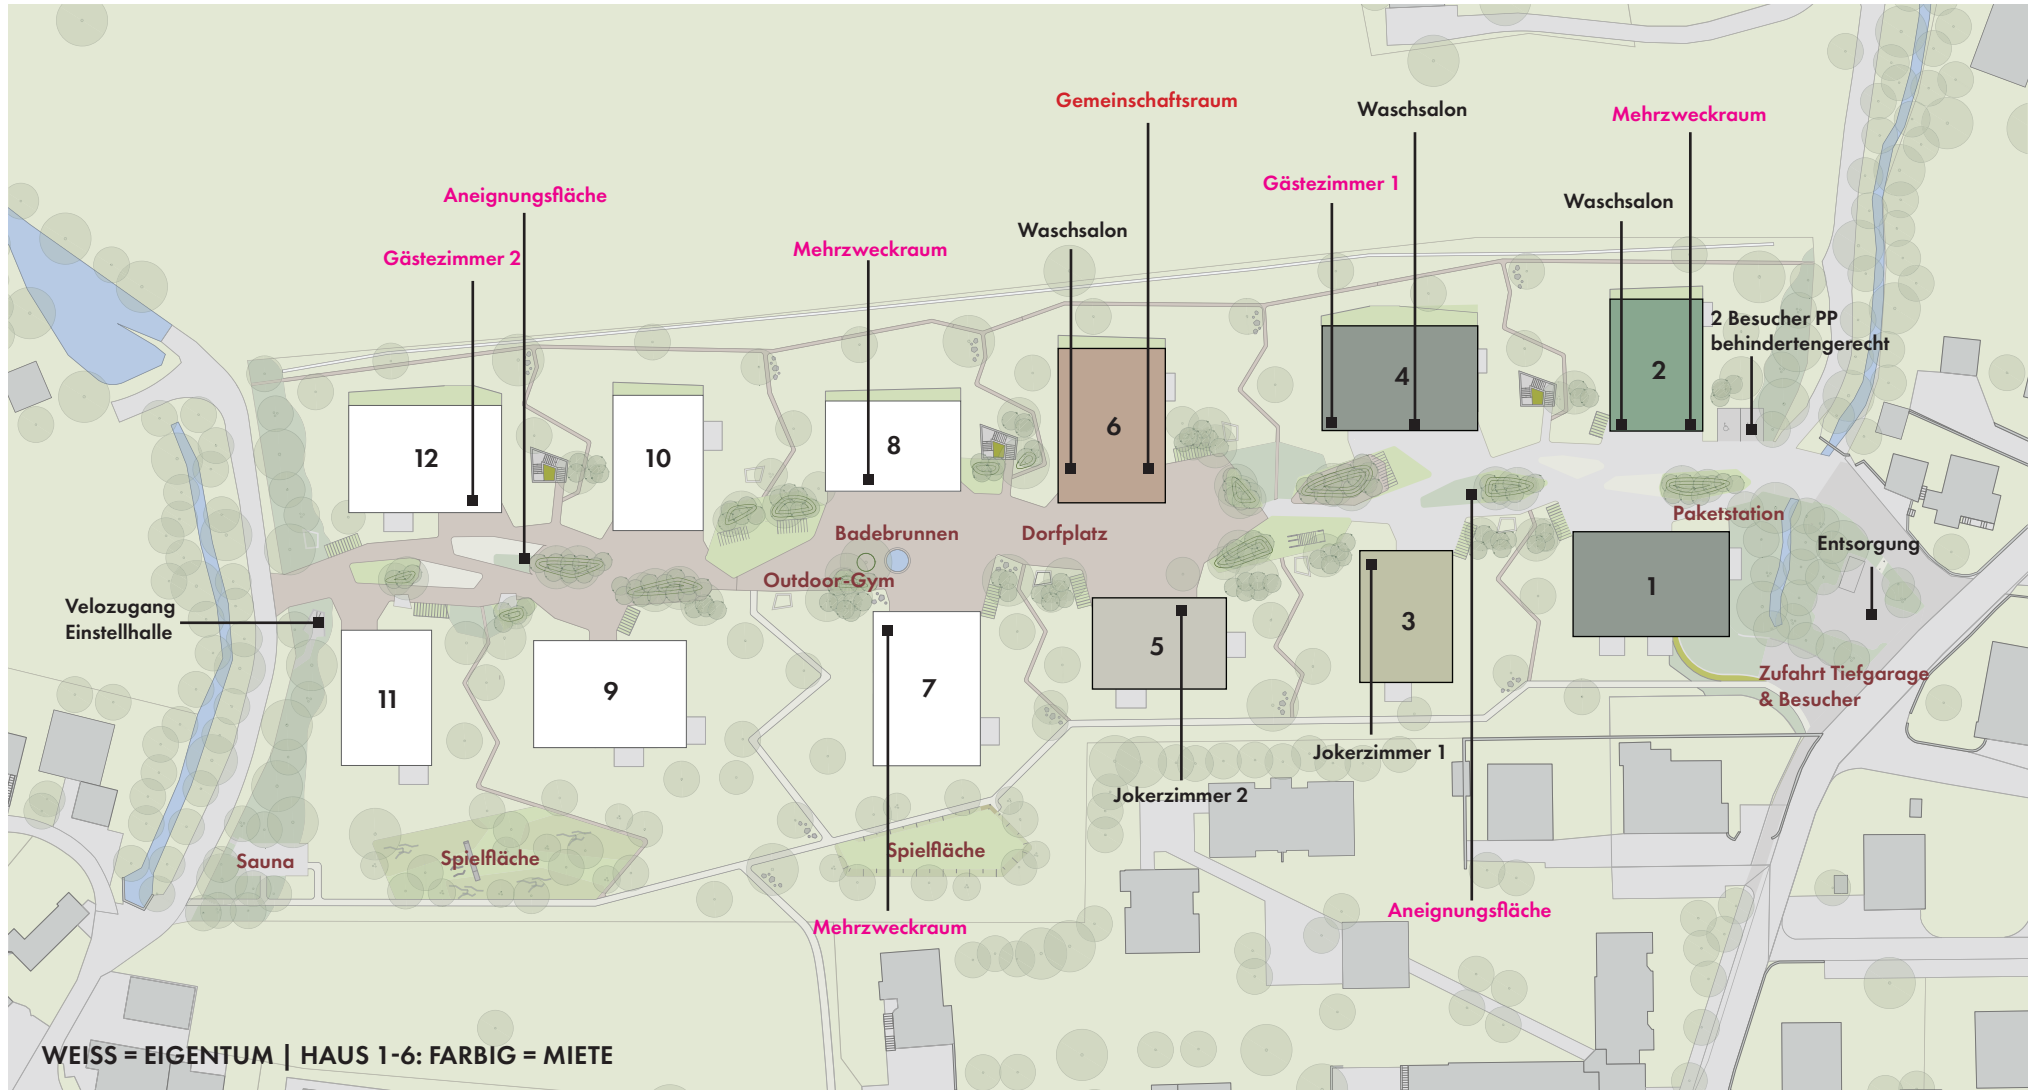 Gemeinschaftsraum
Waschsalon
Mehrzweckraum
Gästezimmer 1
Aneignungsfläche
Waschsalon
Waschsalon
Mehrzweckraum
Gästezimmer 2
2 Besucher PP
behindertengerecht
2
4
6
8
10
12
Paketstation
Badebrunnen
Dorfplatz
Entsorgung
Outdoor-Gym
1
Velozugang
Einstellhalle
3
5
7
9
11
Zufahrt Tiefgarage
& Besucher
Jokerzimmer 1
Jokerzimmer 2
Spielfläche
Spielfläche
Sauna
Aneignungsfläche
Mehrzweckraum
WEISS = EIGENTUM | HAUS 1-6: FARBIG = MIETE